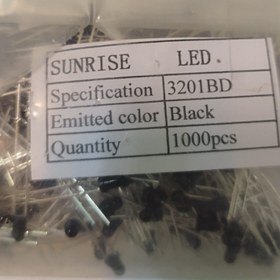 SUNRISE LED.
Specification 3201BD
Emitted color Black
Quantity 1000pcs